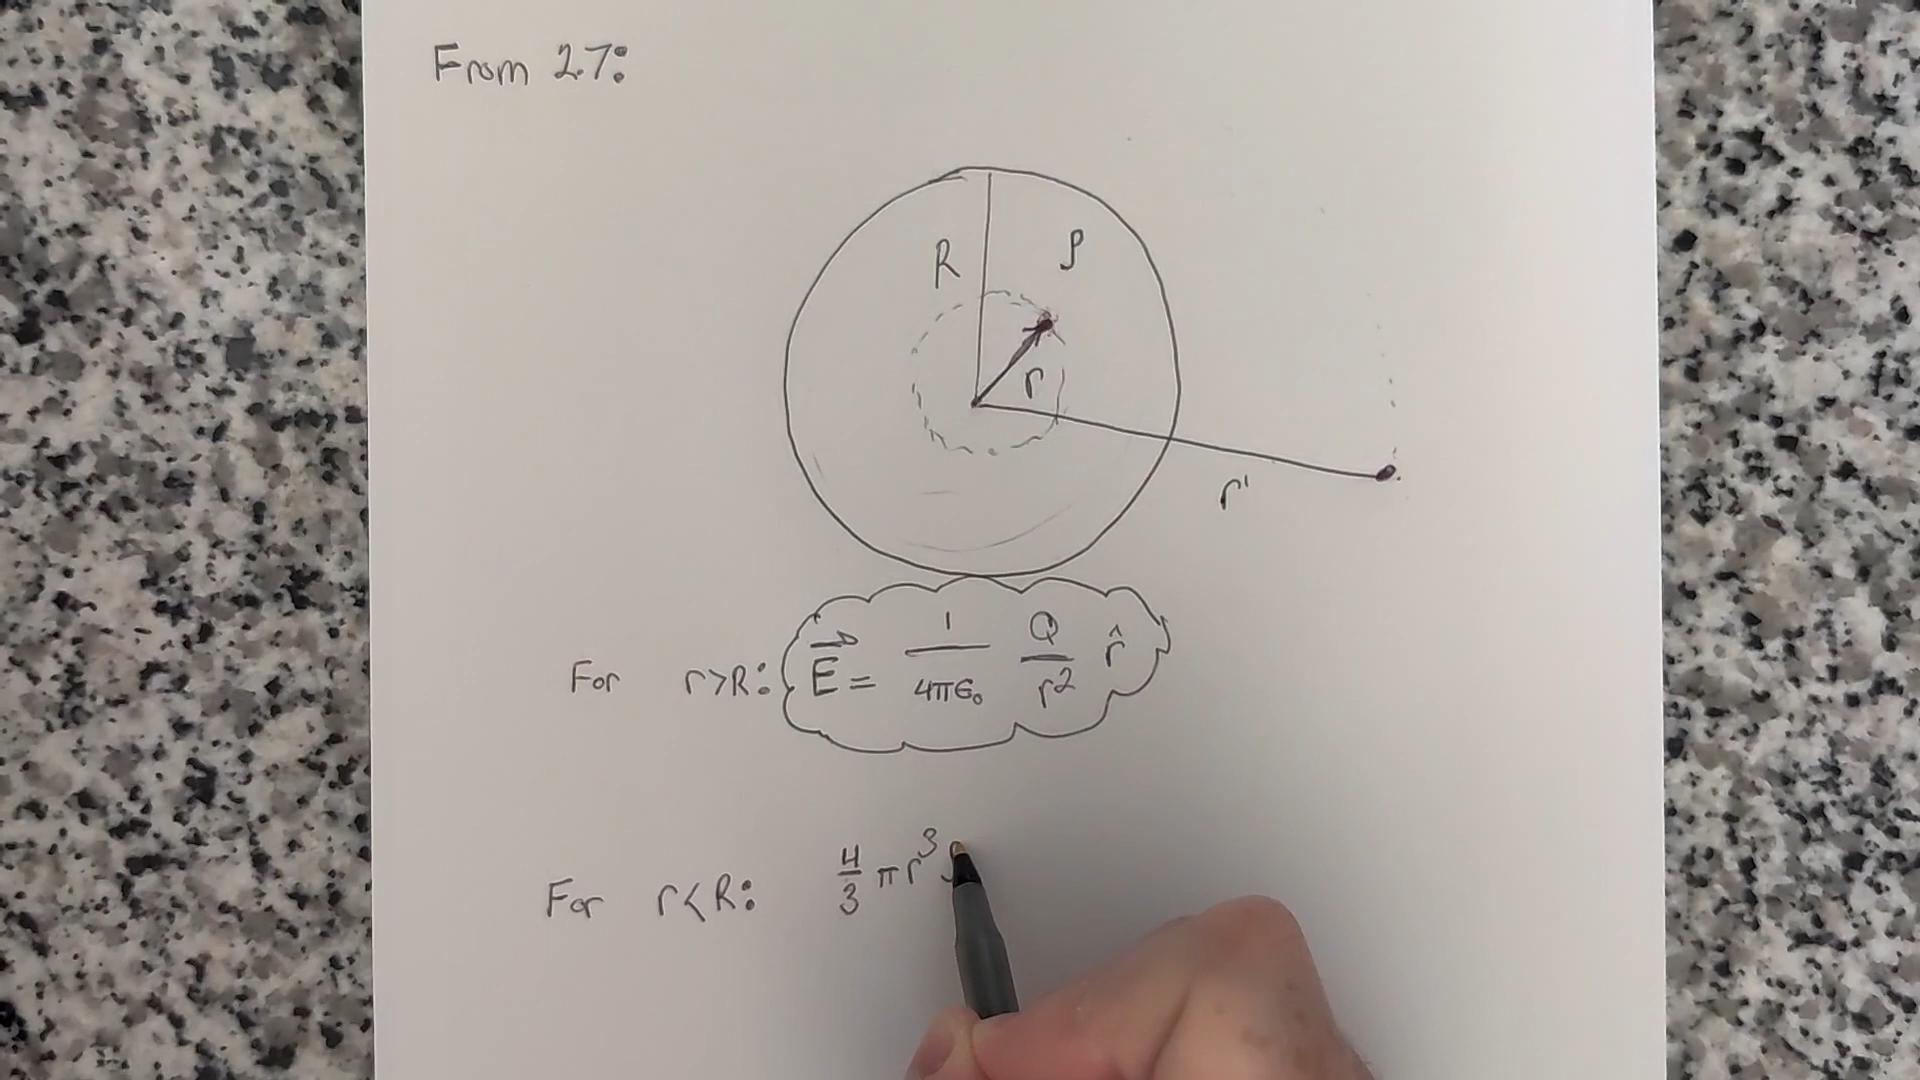 From 2.7:
R ρ
r
r'
For r>R: E⃗ = 1/4πϵ₀ Q/r² r̂
For r<R: 4/3 πr³